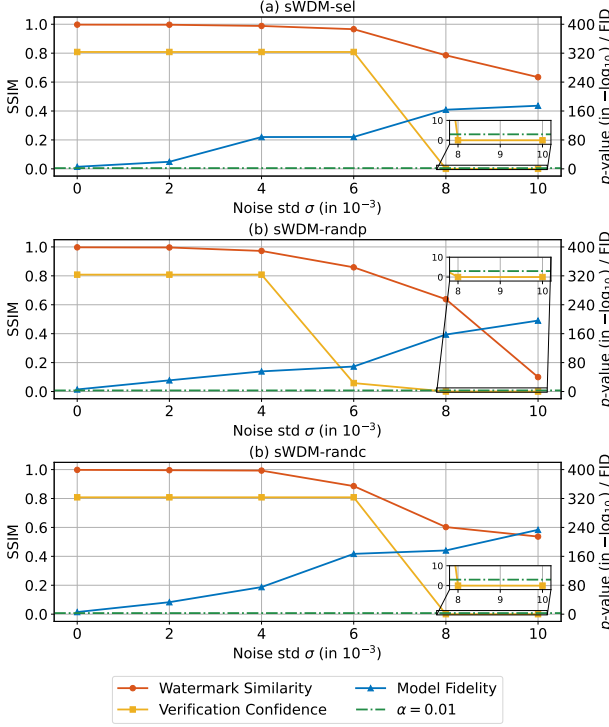 (a) sWDM-sel
1.0
0.8
0.6
0.4
0.2
0.0
SSIM
400
320
240
160
80
0
p-value (in −log₁₀) / FID
10
0
8 9 10
0 2 4 6 8 10
Noise std σ (in 10⁻³)
(b) sWDM-randp
1.0
0.8
0.6
0.4
0.2
0.0
SSIM
400
320
240
160
80
0
p-value (in −log₁₀) / FID
10
0
8 9 10
0 2 4 6 8 10
Noise std σ (in 10⁻³)
(b) sWDM-randc
1.0
0.8
0.6
0.4
0.2
0.0
SSIM
400
320
240
160
80
0
p-value (in −log₁₀) / FID
10
0
8 9 10
0 2 4 6 8 10
Noise std σ (in 10⁻³)
Watermark Similarity
Verification Confidence
Model Fidelity
α = 0.01